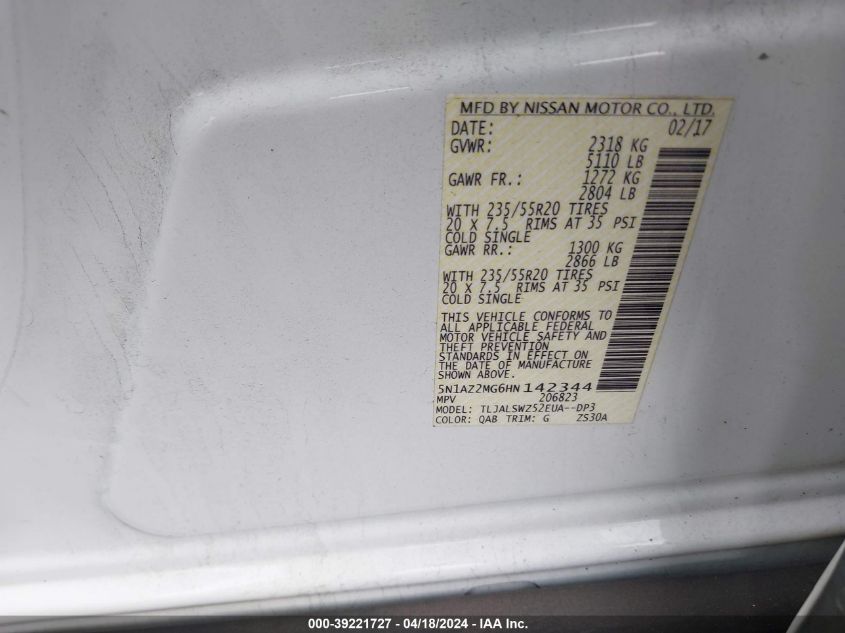 MFD BY NISSAN MOTOR CO., LTD.
DATE: 02/17
GVWR: 2318 KG
5110 LB
GAWR FR.: 1272 KG
2804 LB
WITH 235/55R20 TIRES
20 X 7.5 RIMS AT 35 PSI
COLD SINGLE
GAWR RR.: 1300 KG
2866 LB
WITH 235/55R20 TIRES
20 X 7.5 RIMS AT 35 PSI
COLD SINGLE
THIS VEHICLE CONFORMS TO
ALL APPLICABLE FEDERAL
MOTOR VEHICLE SAFETY AND
THEFT PREVENTION
STANDARDS IN EFFECT ON
THE DATE OF MANUFACTURE
SHOWN ABOVE.
5N1AZ2MG6HN142344
MPV 206823
MODEL: TLJALSWZ52EUA--DP3
COLOR: QAB TRIM: G ZS30A
000-39221727 - 04/18/2024 - IAA Inc.